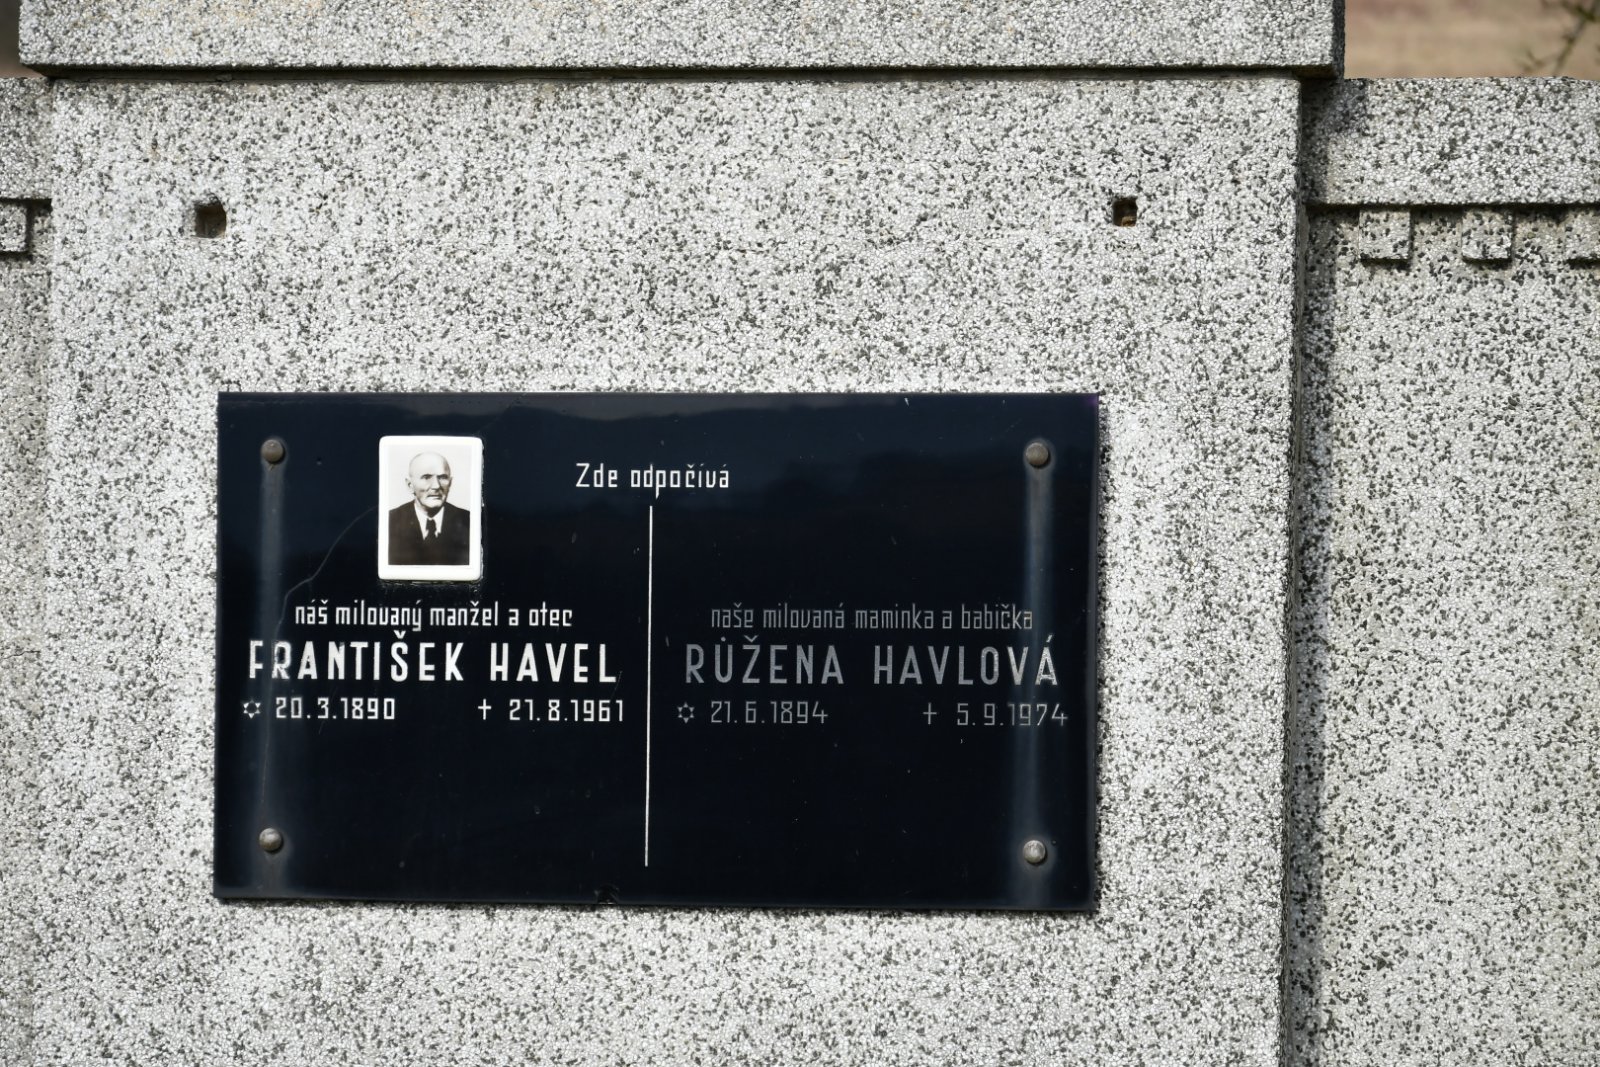 Zde odpočívá
náš milovaný manžel a otec
FRANTIŠEK HAVEL
✡ 20.3.1890 ✝ 21.8.1961
naše milovaná maminka a babička
RŮŽENA HAVLOVÁ
✡ 21.6.1894 ✝ 5.9.1974